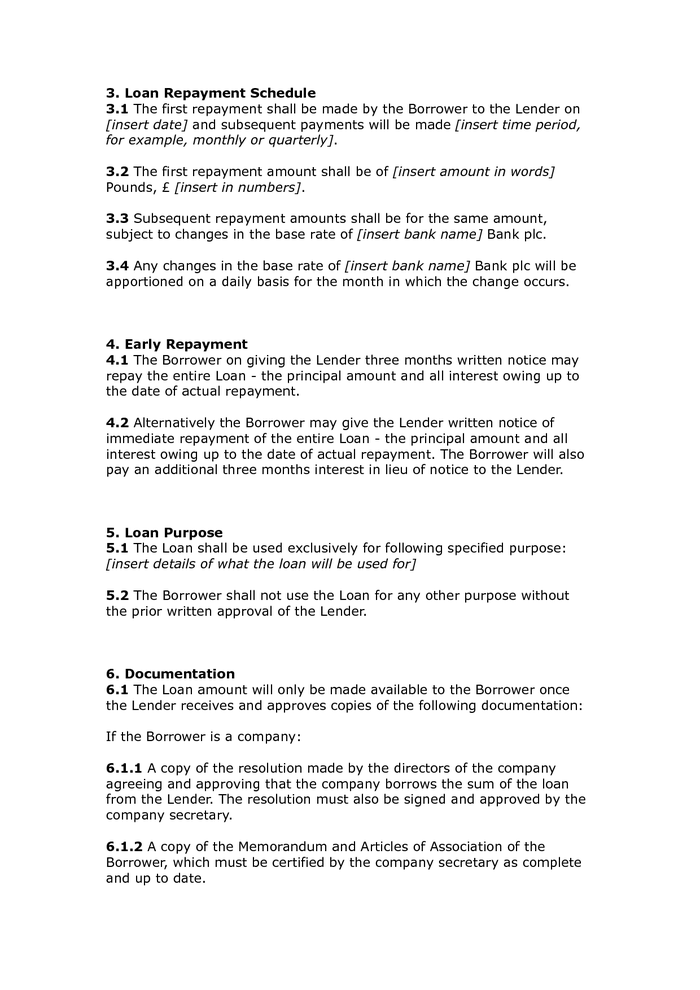 3. Loan Repayment Schedule
3.1 The first repayment shall be made by the Borrower to the Lender on
[insert date] and subsequent payments will be made [insert time period,
for example, monthly or quarterly].
3.2 The first repayment amount shall be of [insert amount in words]
Pounds, £ [insert in numbers].
3.3 Subsequent repayment amounts shall be for the same amount,
subject to changes in the base rate of [insert bank name] Bank plc.
3.4 Any changes in the base rate of [insert bank name] Bank plc will be
apportioned on a daily basis for the month in which the change occurs.
4. Early Repayment
4.1 The Borrower on giving the Lender three months written notice may
repay the entire Loan - the principal amount and all interest owing up to
the date of actual repayment.
4.2 Alternatively the Borrower may give the Lender written notice of
immediate repayment of the entire Loan - the principal amount and all
interest owing up to the date of actual repayment. The Borrower will also
pay an additional three months interest in lieu of notice to the Lender.
5. Loan Purpose
5.1 The Loan shall be used exclusively for following specified purpose:
[insert details of what the loan will be used for]
5.2 The Borrower shall not use the Loan for any other purpose without
the prior written approval of the Lender.
6. Documentation
6.1 The Loan amount will only be made available to the Borrower once
the Lender receives and approves copies of the following documentation:
If the Borrower is a company:
6.1.1 A copy of the resolution made by the directors of the company
agreeing and approving that the company borrows the sum of the loan
from the Lender. The resolution must also be signed and approved by the
company secretary.
6.1.2 A copy of the Memorandum and Articles of Association of the
Borrower, which must be certified by the company secretary as complete
and up to date.